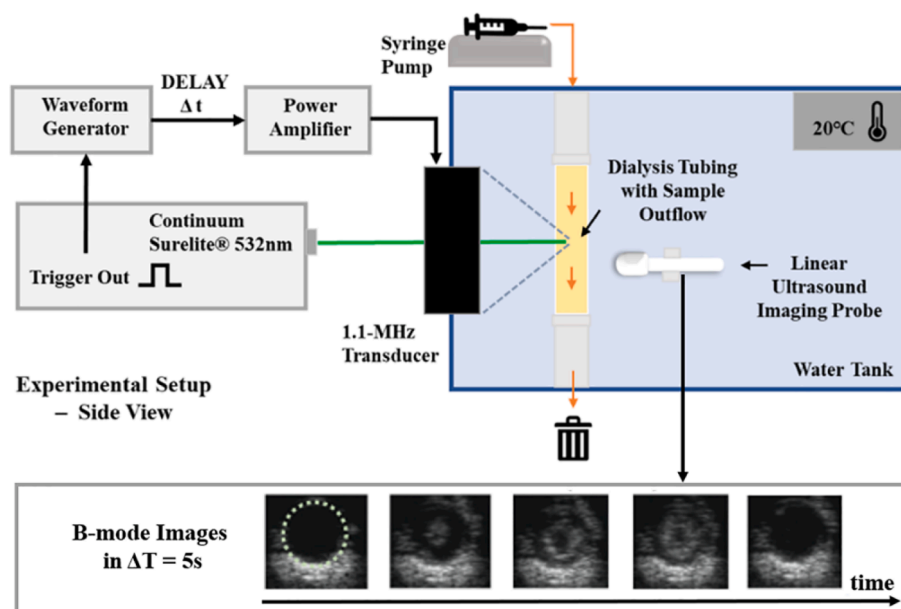 Syringe
Pump
DELAY
Δ t
Waveform
Generator
Power
Amplifier
20°C
Dialysis Tubing
with Sample
Outflow
Continuum
Surelite® 532nm
Trigger Out
Linear
Ultrasound
Imaging Probe
1.1-MHz
Transducer
Water Tank
Experimental Setup
– Side View
B-mode Images
in ΔT = 5s
time